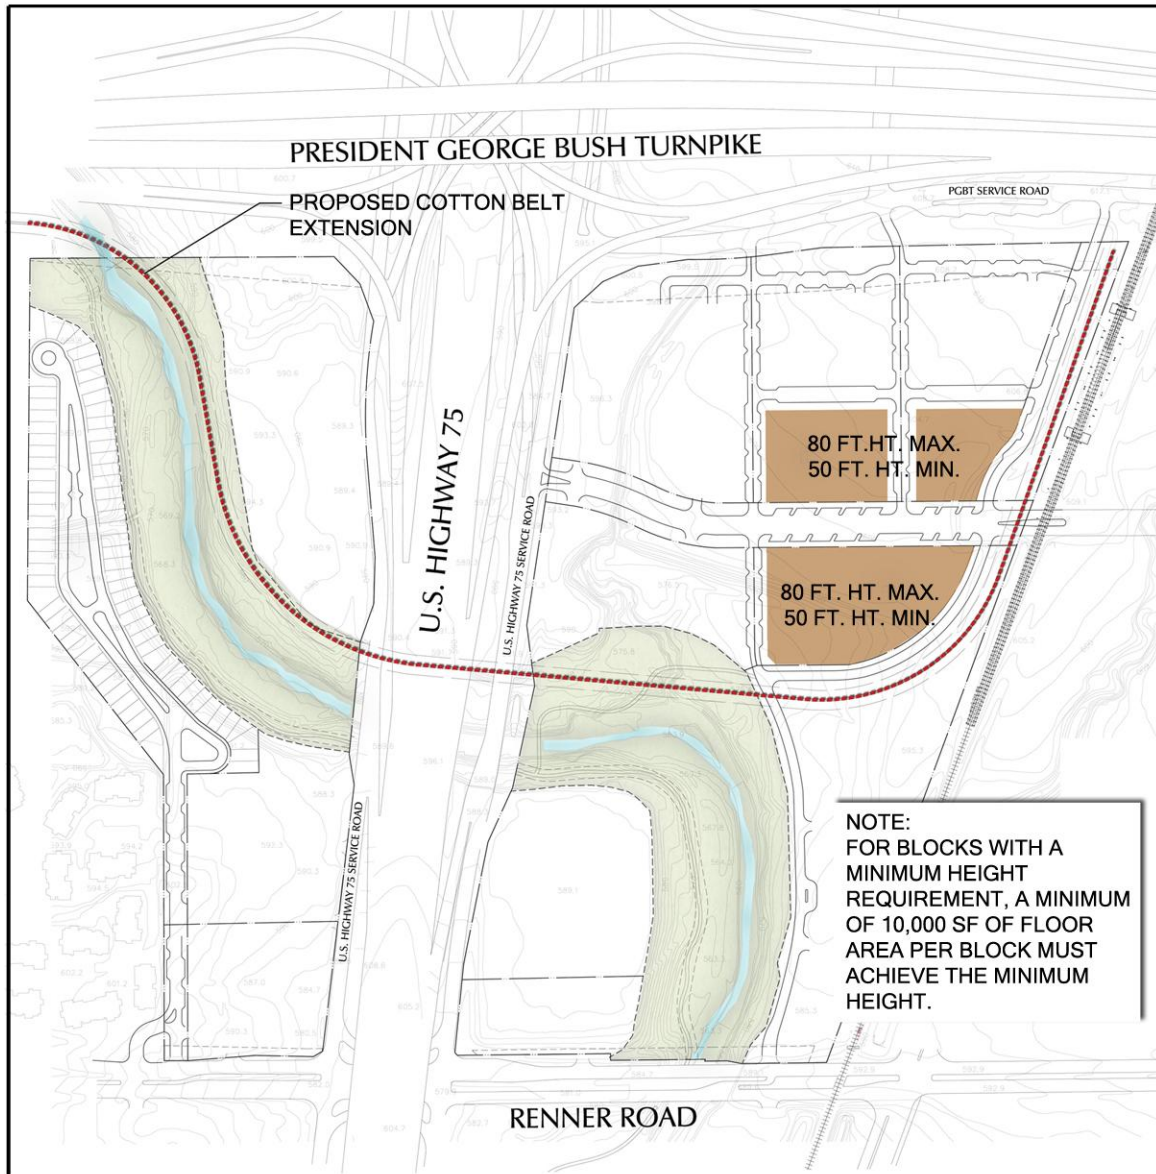 PRESIDENT GEORGE BUSH TURNPIKE
PGBT SERVICE ROAD
PROPOSED COTTON BELT
EXTENSION
U.S. HIGHWAY 75
U.S. HIGHWAY 75 SERVICE ROAD
80 FT.HT. MAX.
50 FT. HT. MIN.
80 FT. HT. MAX.
50 FT. HT. MIN.
U.S. HIGHWAY 75 SERVICE ROAD
NOTE:
FOR BLOCKS WITH A
MINIMUM HEIGHT
REQUIREMENT, A MINIMUM
OF 10,000 SF OF FLOOR
AREA PER BLOCK MUST
ACHIEVE THE MINIMUM
HEIGHT.
RENNER ROAD